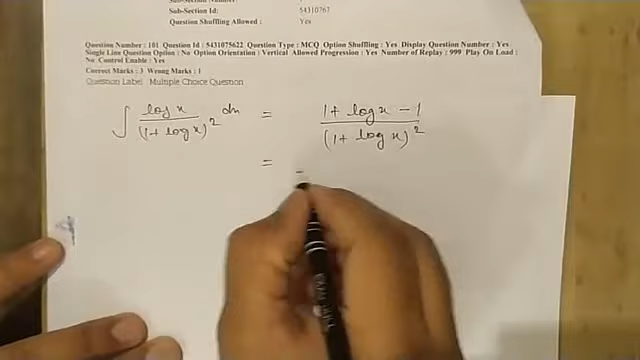 Sub-Section Id: 54310767
Question Shuffling Allowed : Yes
Question Number : 101 Question Id : 5431075622 Question Type : MCQ Option Shuffling : Yes Display Question Number : Yes
Single Line Question Option : No Option Orientation : Vertical Allowed Progression : Yes Number of Replay : 999 Play On Load :
No Control Enable : Yes
Correct Marks : 3 Wrong Marks : 1
Question Label Multiple Choice Question
∫ log x / (1 + log x)² dx = 1 + log x - 1 / (1 + log x)²
=